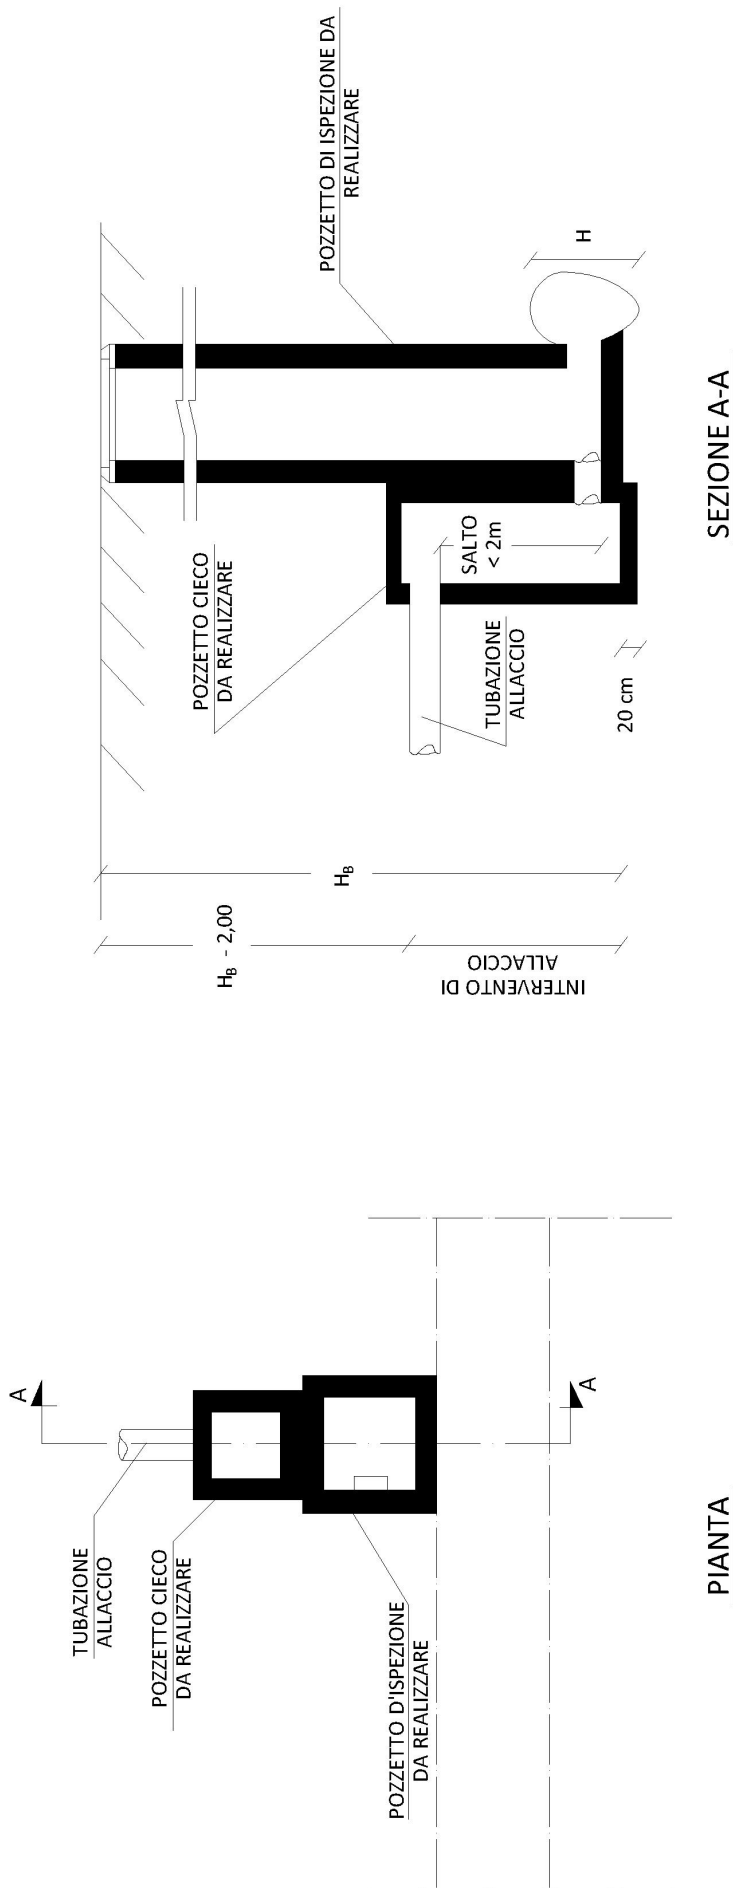 TUBAZIONE
ALLACCIO
POZZETTO CIECO
DA REALIZZARE
POZZETTO D'ISPEZIONE
DA REALIZZARE
A
A
PIANTA
H_B - 2,00
INTERVENTO DI
ALLACCIO
H_B
POZZETTO CIECO
DA REALIZZARE
TUBAZIONE
ALLACCIO
20 cm
SALTO
< 2m
POZZETTO DI ISPEZIONE DA
REALIZZARE
H
SEZIONE A-A